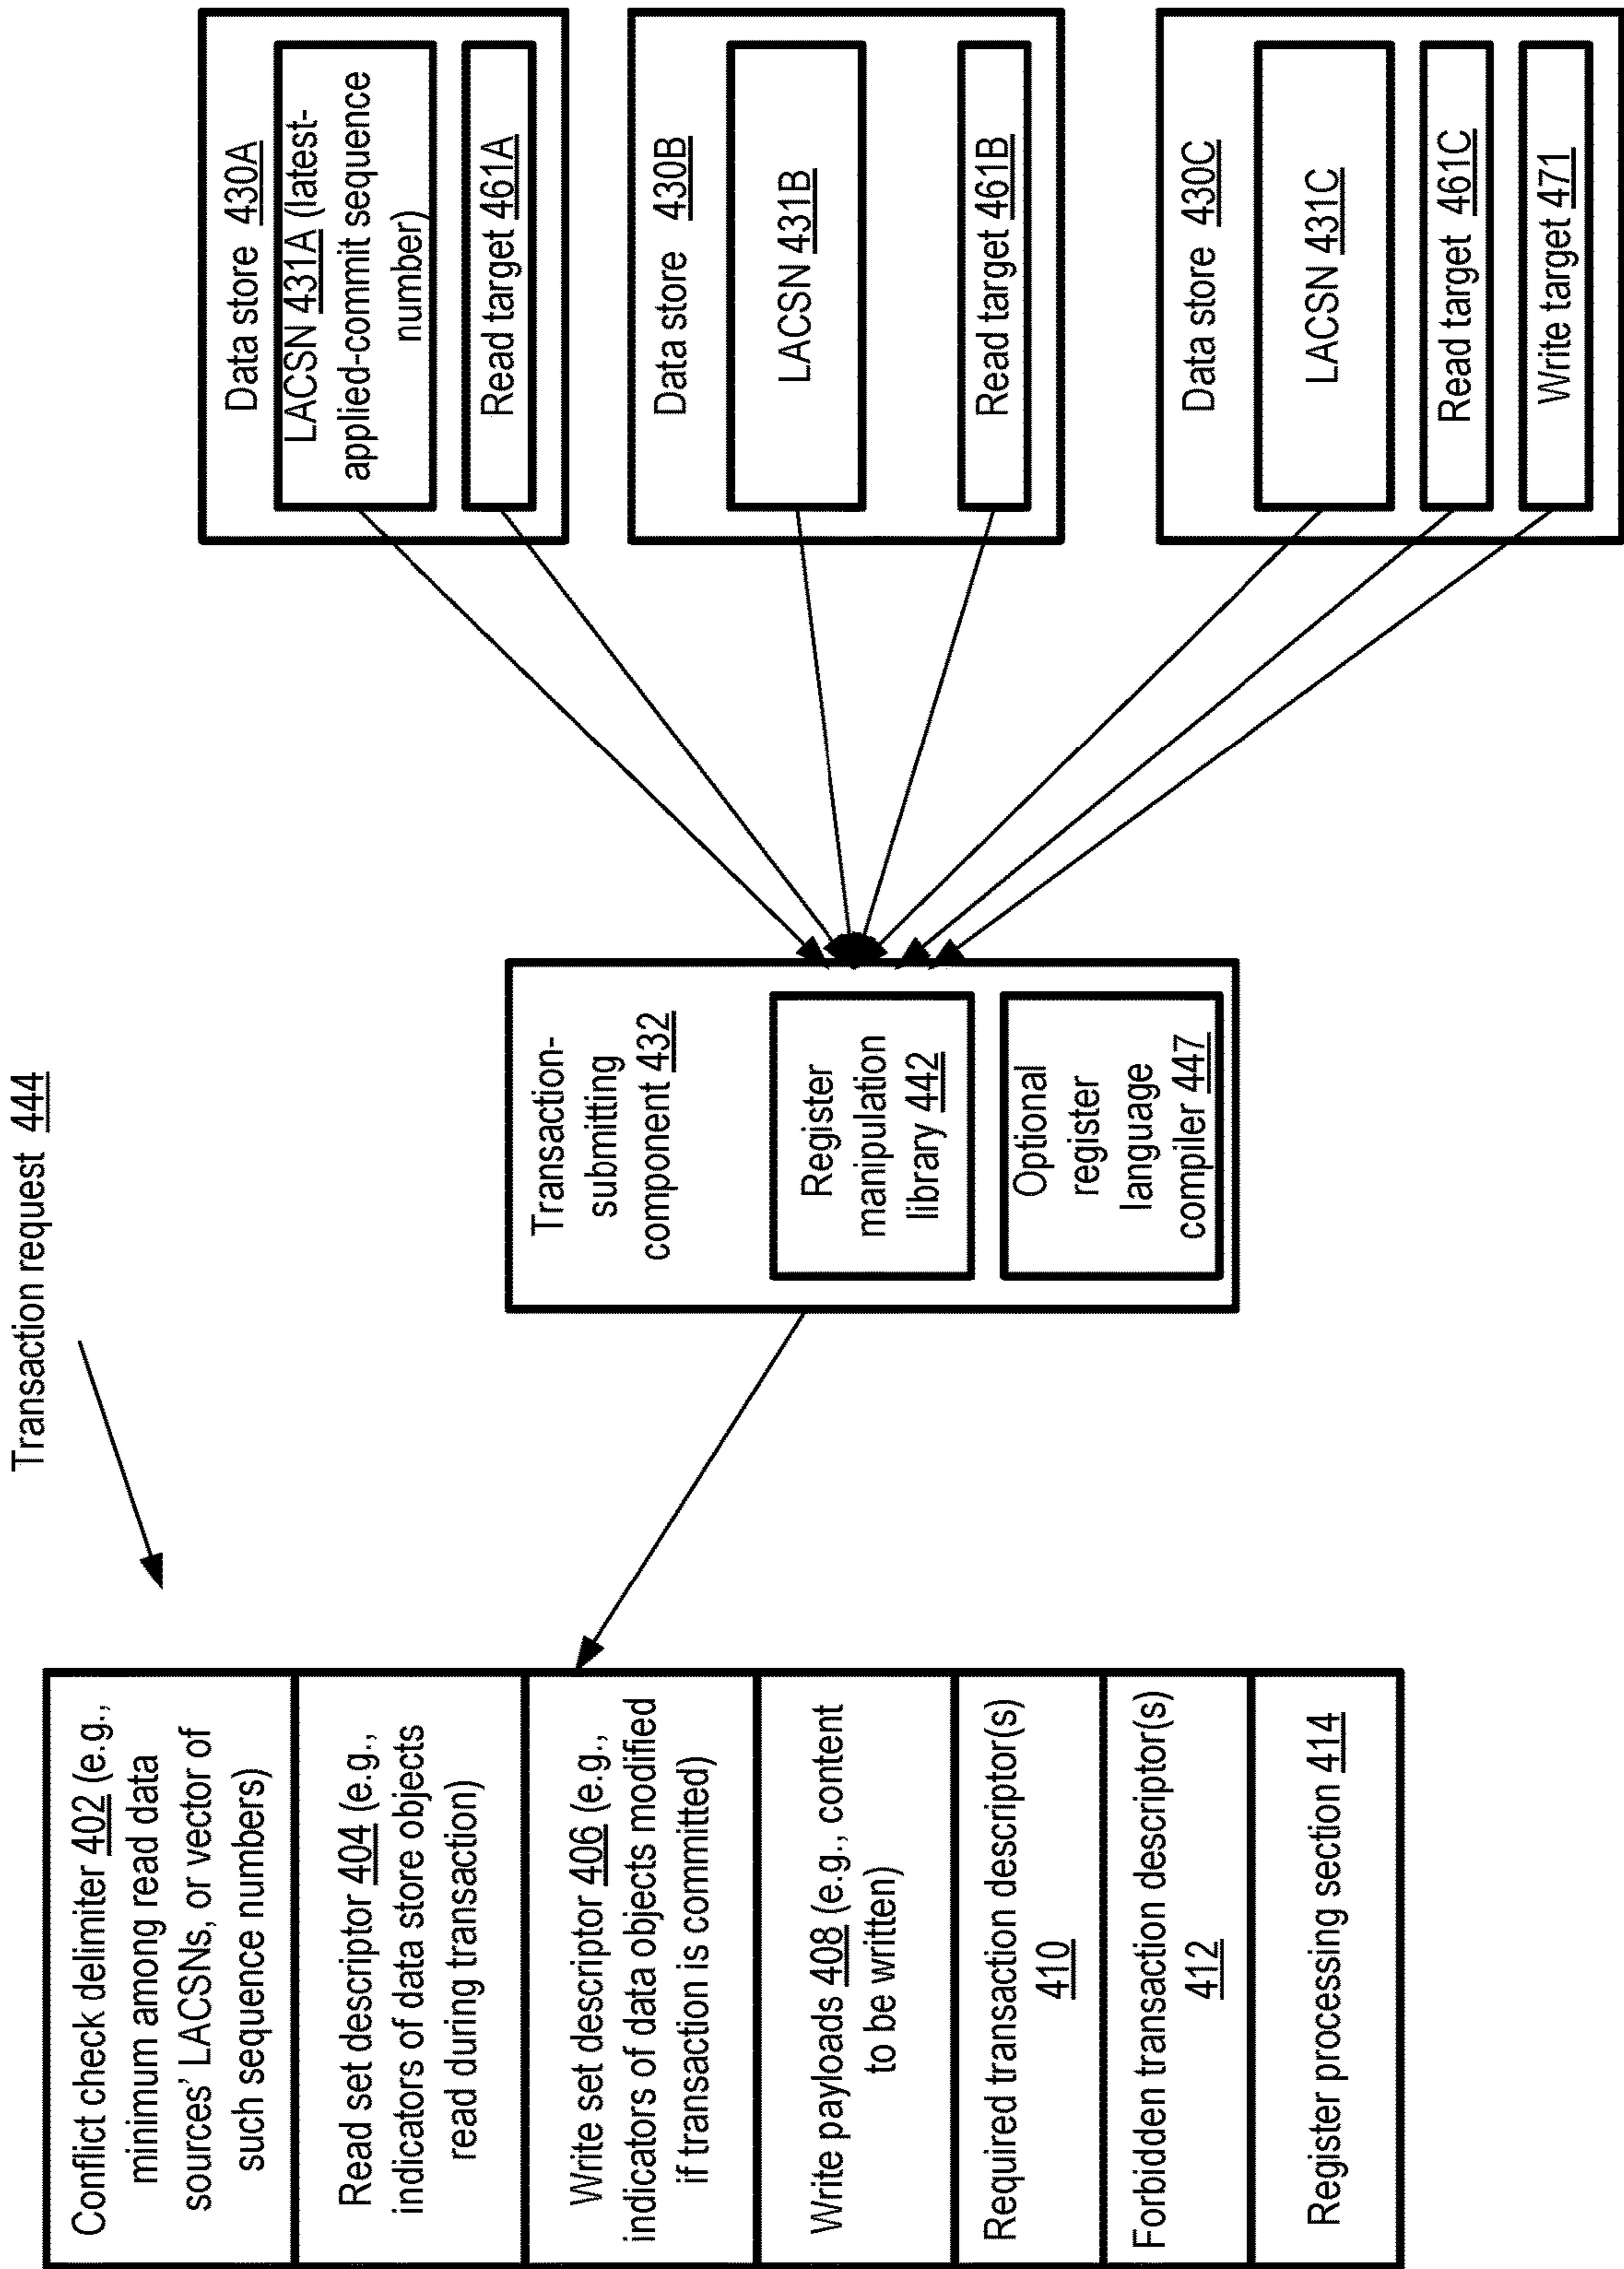 Transaction request 444
Conflict check delimiter 402 (e.g.,
minimum among read data
sources' LACSNs, or vector of
such sequence numbers)
Read set descriptor 404 (e.g.,
indicators of data store objects
read during transaction)
Write set descriptor 406 (e.g.,
indicators of data objects modified
if transaction is committed)
Write payloads 408 (e.g., content
to be written)
Required transaction descriptor(s)
410
Forbidden transaction descriptor(s)
412
Register processing section 414
Transaction-
submitting
component 432
Register
manipulation
library 442
Optional
register
language
compiler 447
Data store 430A
LACSN 431A (latest-
applied-commit sequence
number)
Read target 461A
Data store 430B
LACSN 431B
Read target 461B
Data store 430C
LACSN 431C
Read target 461C
Write target 471